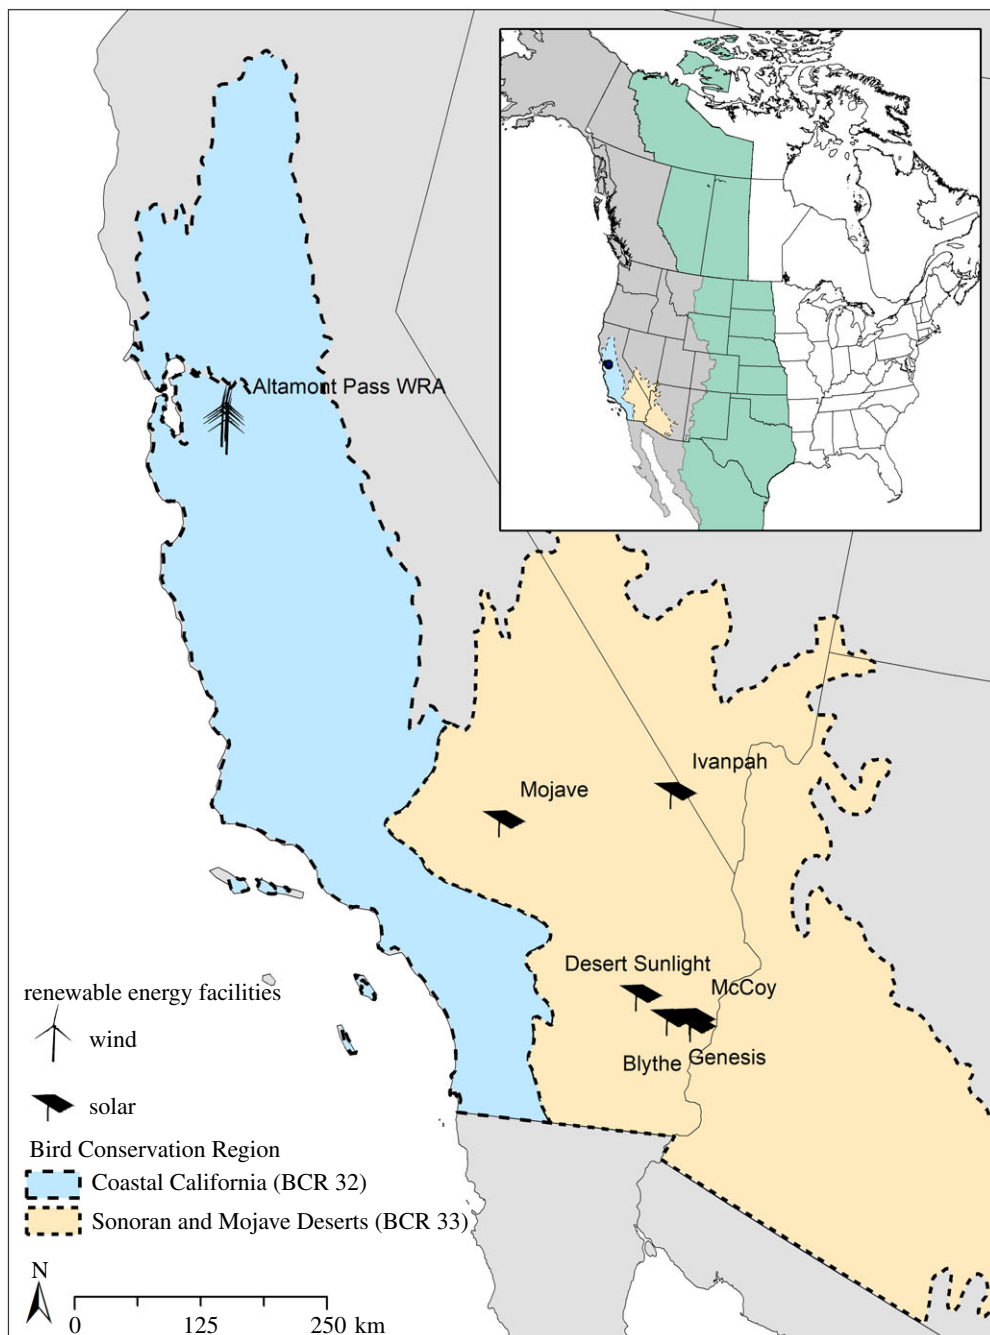 Altamont Pass WRA
Ivanpah
Mojave
Desert Sunlight
McCoy
Blythe
Genesis
renewable energy facilities
wind
solar
Bird Conservation Region
Coastal California (BCR 32)
Sonoran and Mojave Deserts (BCR 33)
N
0 125 250 km